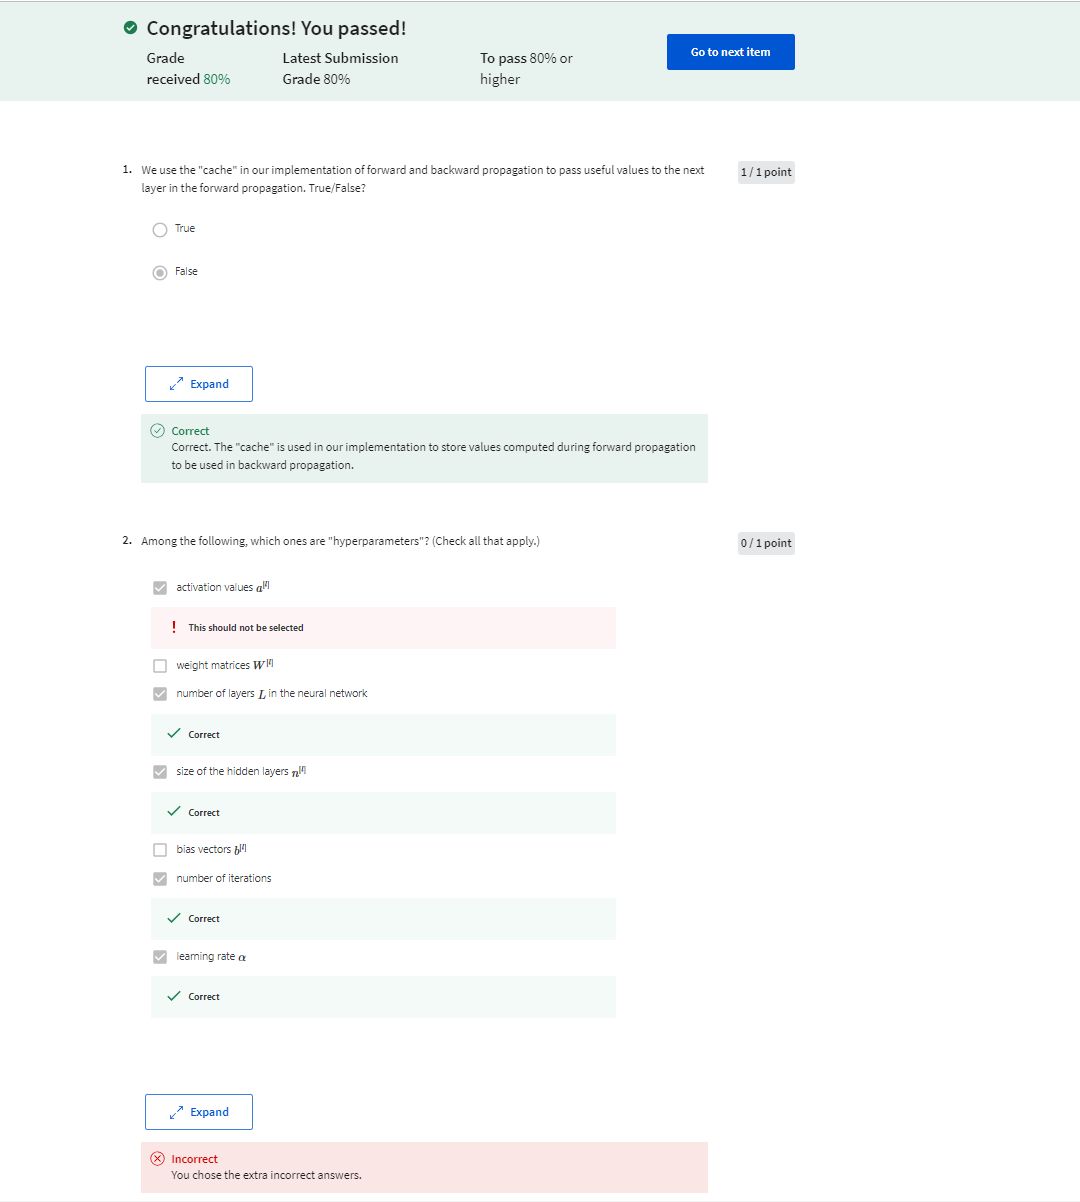 Congratulations! You passed!
Grade received 80%
Latest Submission Grade 80%
To pass 80% or higher
Go to next item
1. We use the "cache" in our implementation of forward and backward propagation to pass useful values to the next
layer in the forward propagation. True/False?
1 / 1 point
True
False
Expand
Correct
Correct. The "cache" is used in our implementation to store values computed during forward propagation
to be used in backward propagation.
2. Among the following, which ones are "hyperparameters"? (Check all that apply.)
0 / 1 point
activation values a^[l]
! This should not be selected
weight matrices W^[l]
number of layers L in the neural network
Correct
size of the hidden layers n^[l]
Correct
bias vectors b^[l]
number of iterations
Correct
learning rate α
Correct
Expand
Incorrect
You chose the extra incorrect answers.